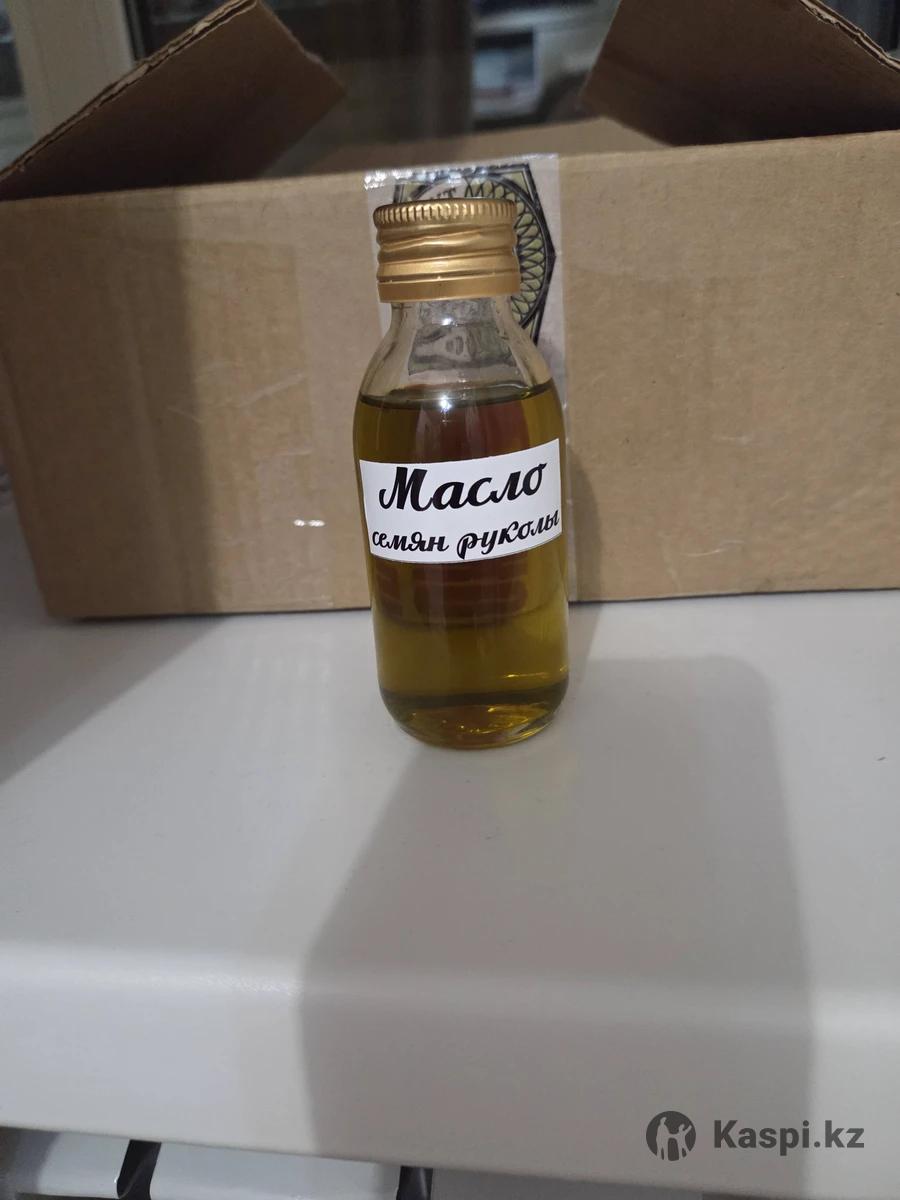 Масло
семян руколы
Kaspi.kz